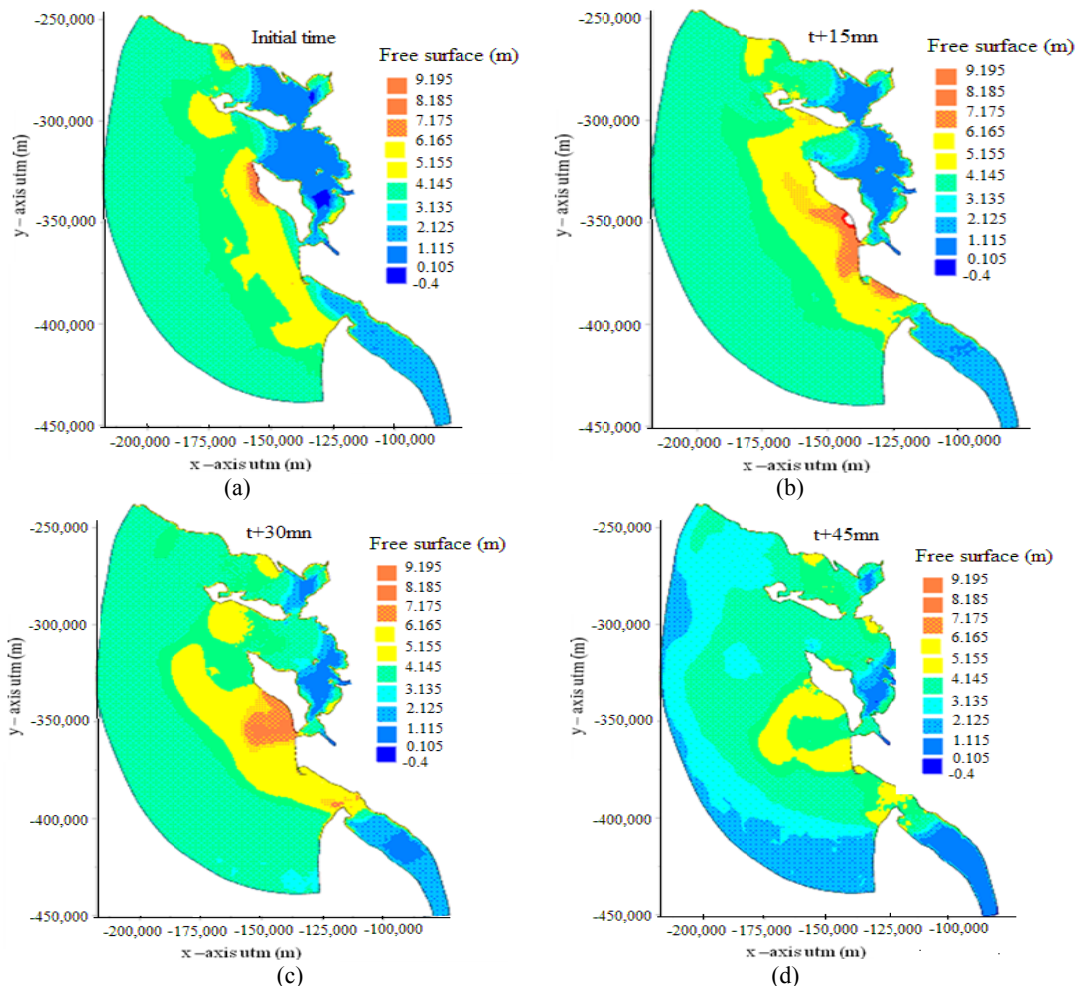 Initial time
Free surface (m)
9.195
8.185
7.175
6.165
5.155
4.145
3.135
2.125
1.115
0.105
-0.4
-250,000
-300,000
-350,000
-400,000
-450,000
y – axis utm (m)
-200,000 -175,000 -150,000 -125,000 -100,000
x –axis utm (m)
(a)
t+15mn
Free surface (m)
9.195
8.185
7.175
6.165
5.155
4.145
3.135
2.125
1.115
0.105
-0.4
-250,000
-300,000
-350,000
-400,000
-450,000
y – axis utm (m)
-200,000 -175,000 -150,000 -125,000 -100,000
x –axis utm (m)
(b)
t+30mn
Free surface (m)
9.195
8.185
7.175
6.165
5.155
4.145
3.135
2.125
1.115
0.105
-0.4
-250,000
-300,000
-350,000
-400,000
-450,000
y – axis utm (m)
-200,000 -175,000 -150,000 -125,000 -100,000
x –axis utm (m)
(c)
t+45mn
Free surface (m)
9.195
8.185
7.175
6.165
5.155
4.145
3.135
2.125
1.115
0.105
-0.4
-250,000
-300,000
-350,000
-400,000
-450,000
y – axis utm (m)
-200,000 -175,000 -150,000 -125,000 -100,000
x –axis utm (m)
(d)